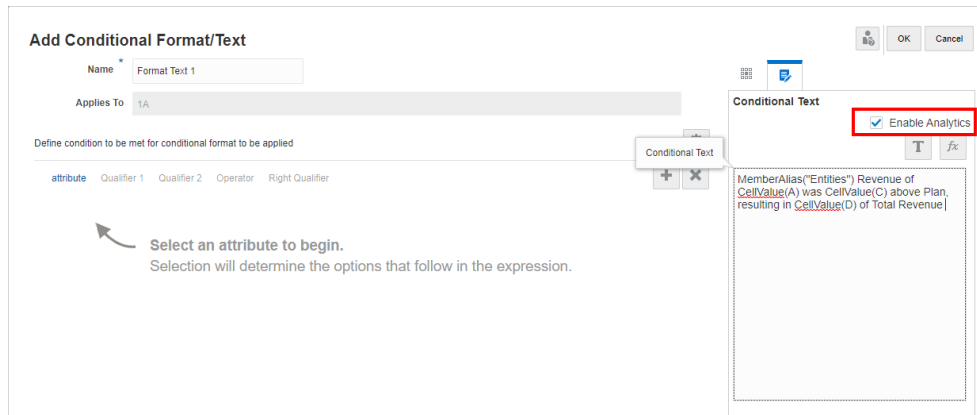 Add Conditional Format/Text
OK
Cancel
Name *
Format Text 1
Applies To
1A
Conditional Text
Enable Analytics
Define condition to be met for conditional format to be applied
T
fx
Conditional Text
attribute
Qualifier 1
Qualifier 2
Operator
Right Qualifier
MemberAlias("Entities") Revenue of
CellValue(A) was CellValue(C) above Plan,
resulting in CellValue(D) of Total Revenue
Select an attribute to begin.
Selection will determine the options that follow in the expression.